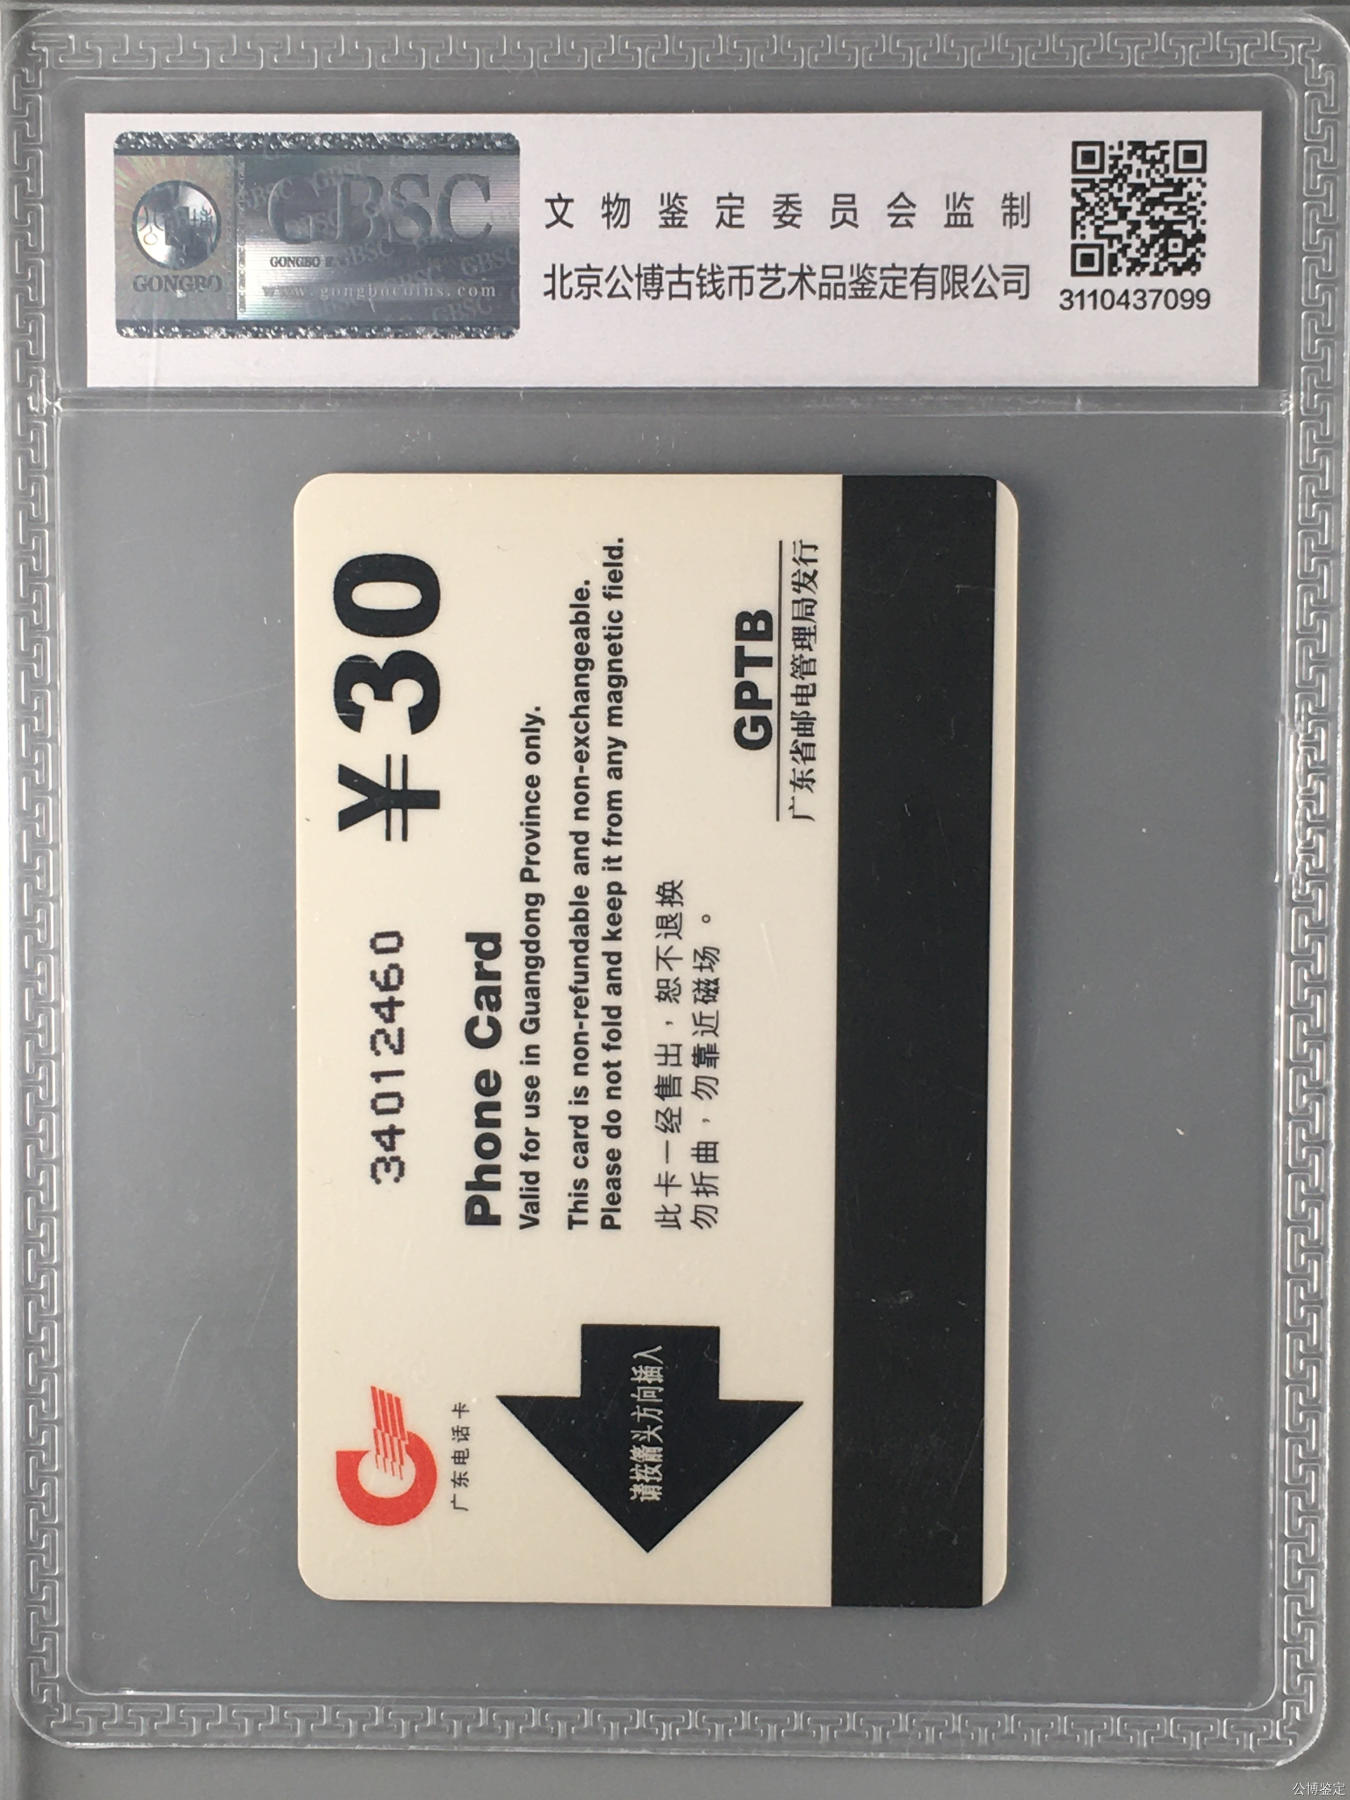 GBSC
GONGBO
www.gongbocoins.com
文物鉴定委员会监制
北京公博古钱币艺术品鉴定有限公司
3110437099
34012460
¥30
Phone Card
Valid for use in Guangdong Province only.
This card is non-refundable and non-exchangeable.
Please do not fold and keep it from any magnetic field.
此卡一经售出，恕不退换
勿折曲，勿靠近磁场。
广东电话卡
请按箭头方向插入
GPTB
广东省邮电管理局发行
公博鉴定